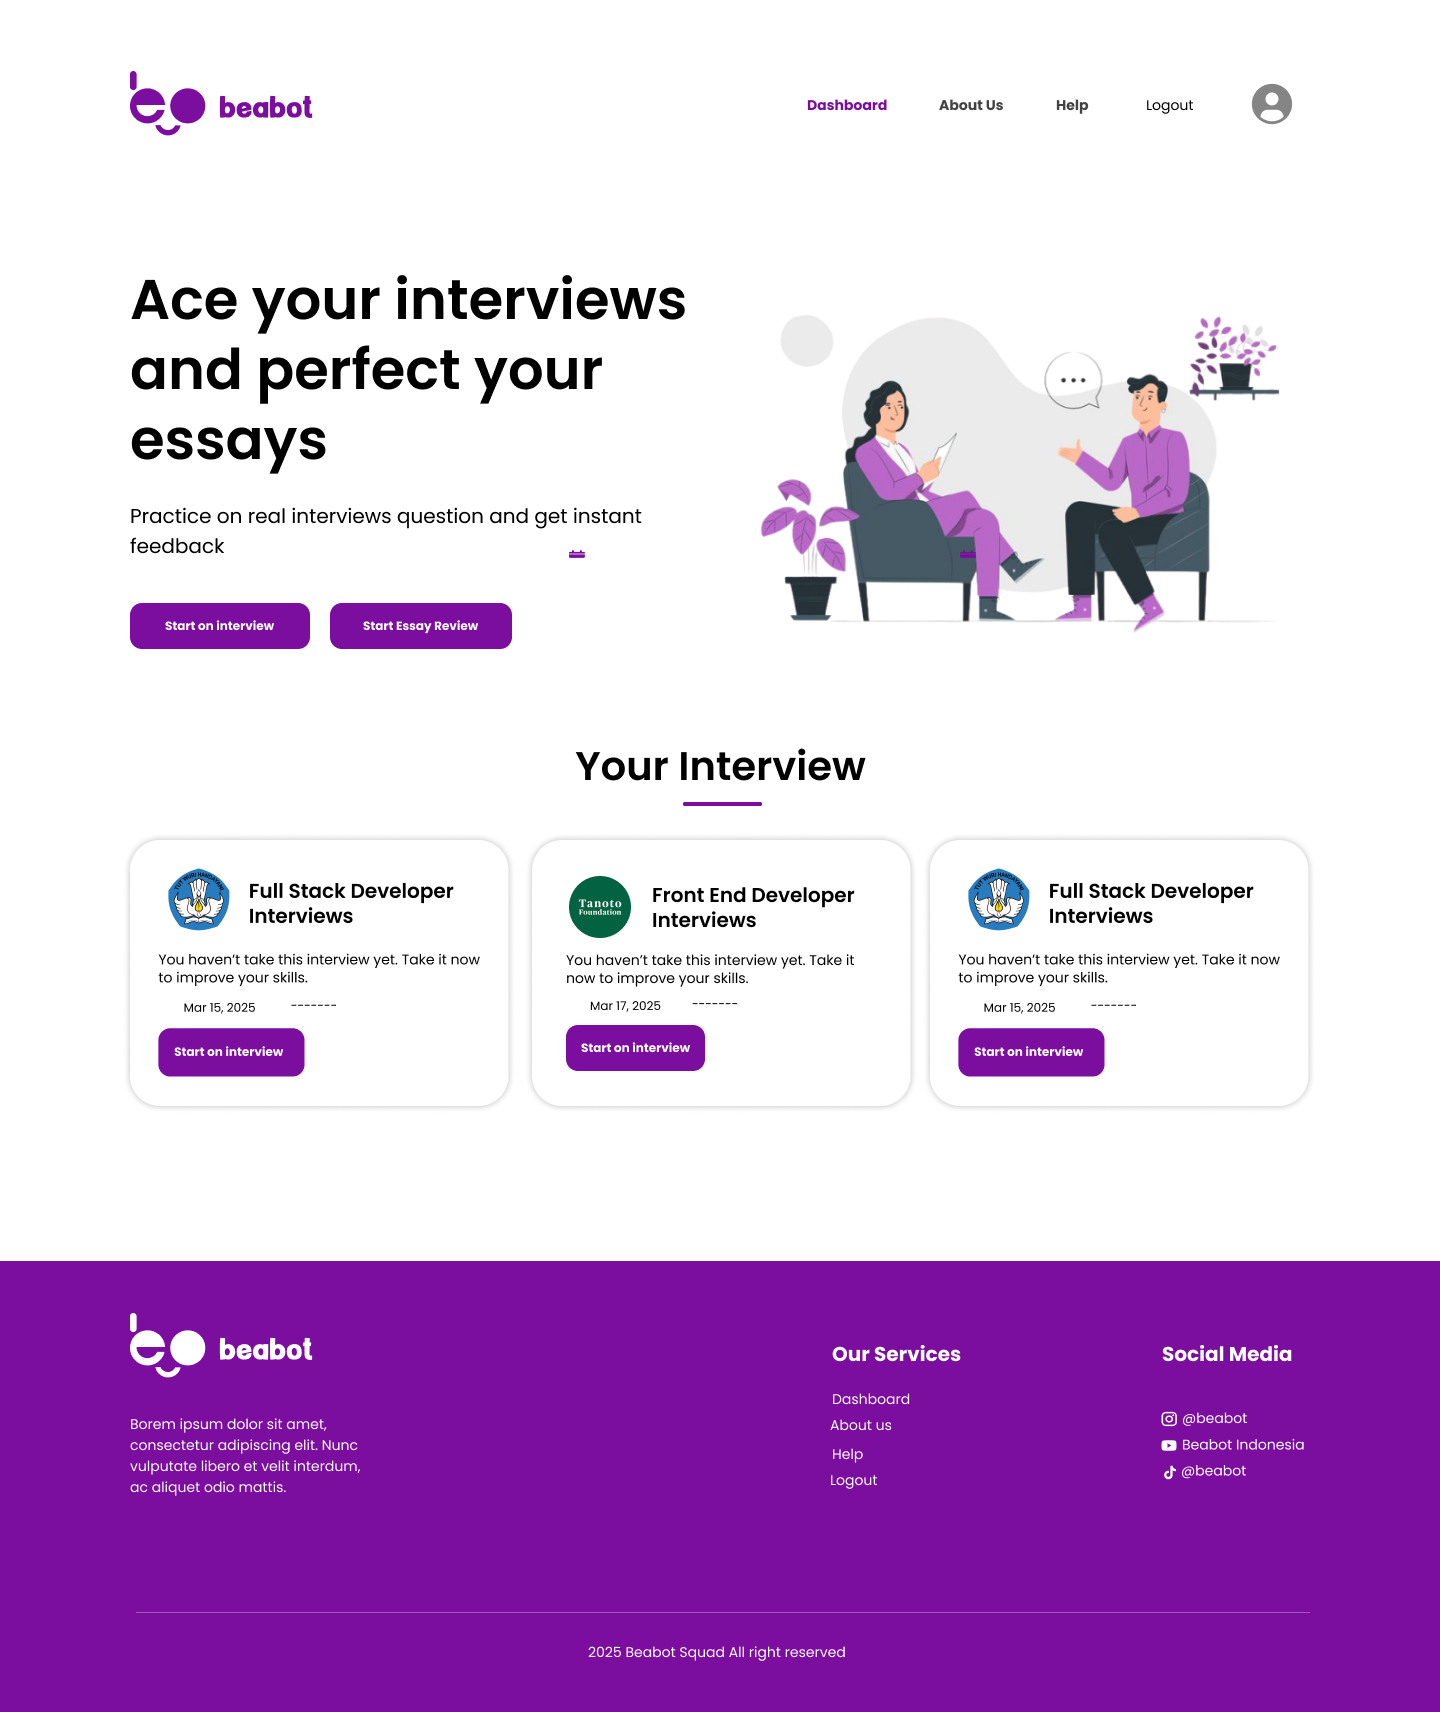 beabot
Dashboard
About Us
Help
Logout
Ace your interviews
and perfect your
essays
Practice on real interviews question and get instant
feedback
Start on interview
Start Essay Review
Your Interview
TUT WURI HANDAYANI
Full Stack Developer
Interviews
You haven’t take this interview yet. Take it now
to improve your skills.
Mar 15, 2025
-------
Start on interview
Tanoto
Foundation
Front End Developer
Interviews
You haven’t take this interview yet. Take it
now to improve your skills.
Mar 17, 2025
-------
Start on interview
TUT WURI HANDAYANI
Full Stack Developer
Interviews
You haven’t take this interview yet. Take it now
to improve your skills.
Mar 15, 2025
-------
Start on interview
beabot
Borem ipsum dolor sit amet,
consectetur adipiscing elit. Nunc
vulputate libero et velit interdum,
ac aliquet odio mattis.
Our Services
Dashboard
About us
Help
Logout
Social Media
@beabot
Beabot Indonesia
@beabot
2025 Beabot Squad All right reserved